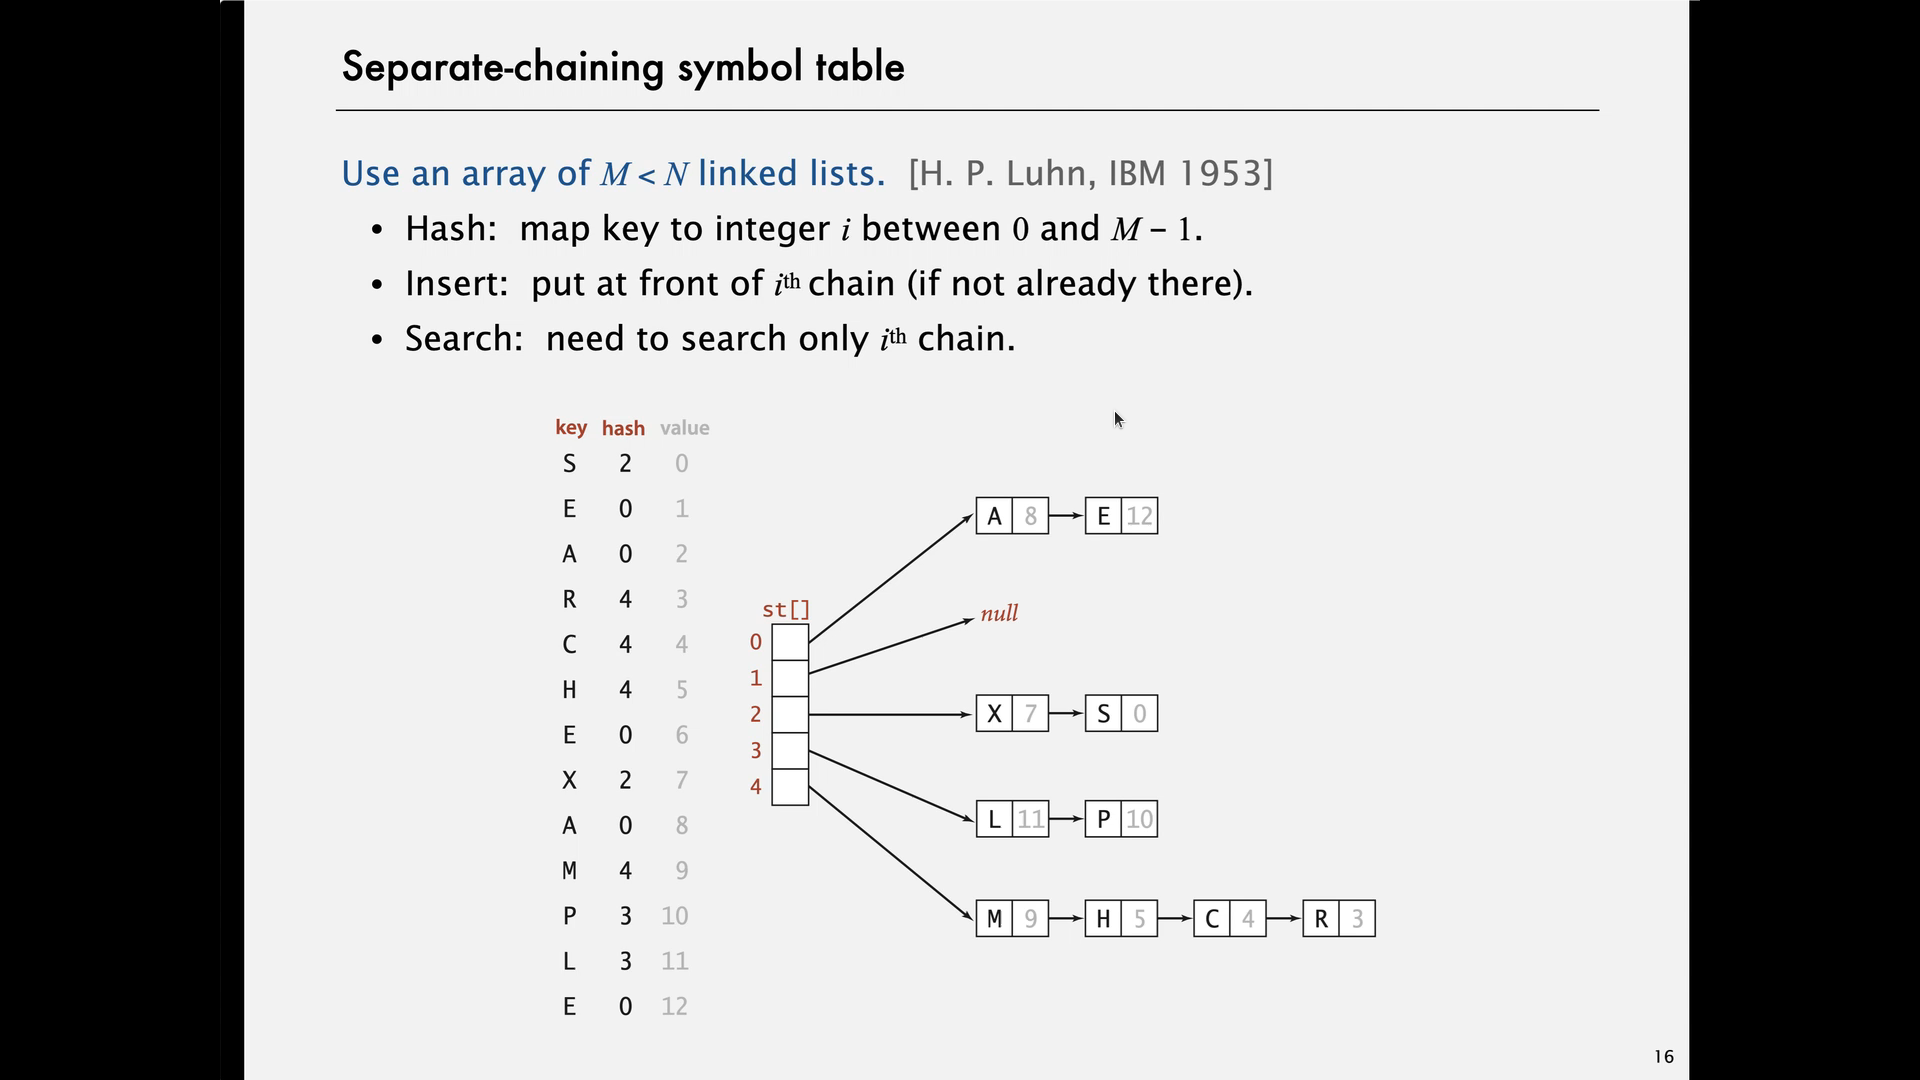 Separate-chaining symbol table
Use an array of M < N linked lists. [H. P. Luhn, IBM 1953]
• Hash: map key to integer i between 0 and M – 1.
• Insert: put at front of ith chain (if not already there).
• Search: need to search only ith chain.
key hash value
S 2 0
E 0 1
A 0 2
R 4 3
C 4 4
H 4 5
E 0 6
X 2 7
A 0 8
M 4 9
P 3 10
L 3 11
E 0 12
st[]
0
1
2
3
4
A 8 E 12
null
X 7 S 0
L 11 P 10
M 9 H 5 C 4 R 3
16